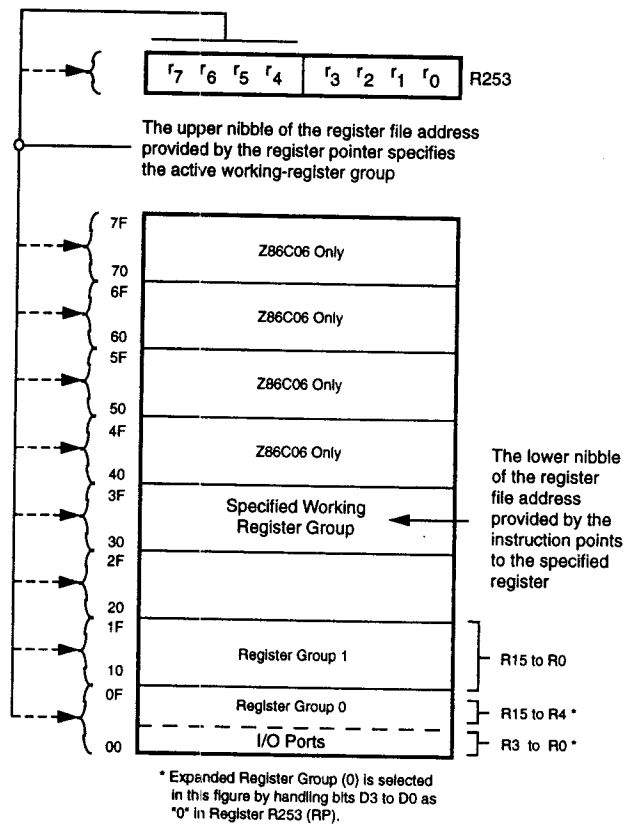 r7 r6 r5 r4 r3 r2 r1 r0 R253
The upper nibble of the register file address
provided by the register pointer specifies
the active working-register group
7F
Z86C06 Only
70
6F
Z86C06 Only
60
5F
Z86C06 Only
50
4F
Z86C06 Only
40
3F
Specified Working
Register Group
30
2F
The lower nibble
of the register
file address
provided by the
instruction points
to the specified
register
20
1F
Register Group 1
R15 to R0
10
0F
Register Group 0
R15 to R4 *
I/O Ports
R3 to R0 *
00
* Expanded Register Group (0) is selected
in this figure by handling bits D3 to D0 as
"0" in Register R253 (RP).